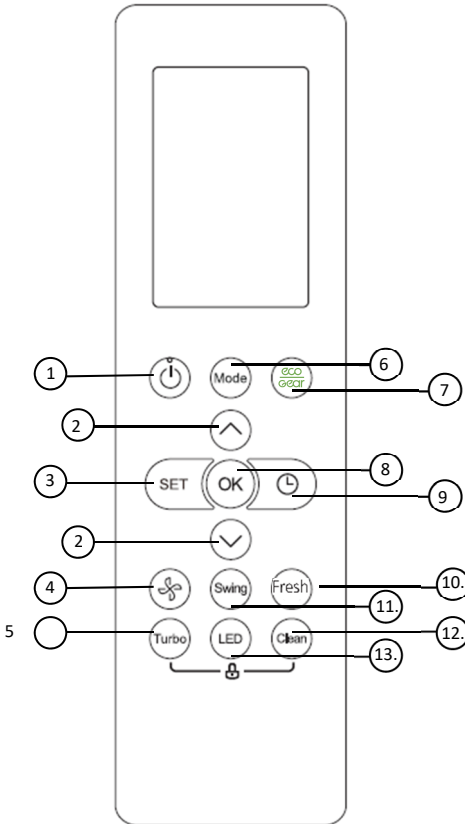 1
Mode
eco
Gear
6
7
2
3
SET
OK
8
9
2
4
Swing
Fresh
10.
11.
5
Turbo
LED
Clean
12.
13.